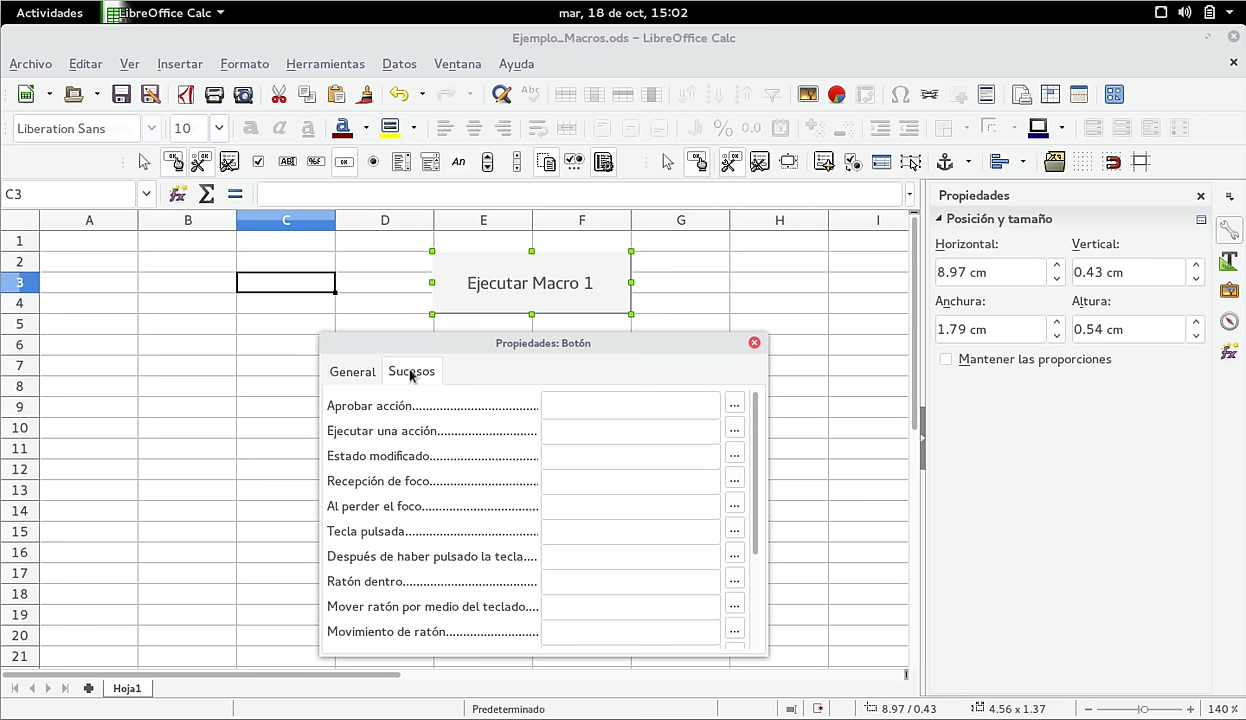 Actividades LibreOffice Calc mar, 18 de oct, 15:02
Ejemplo_Macros.ods – LibreOffice Calc
Archivo Editar Ver Insertar Formato Herramientas Datos Ventana Ayuda
Liberation Sans 10
C3
A B C D E F G H I
1
2
3
4
5
6
7
8
9
10
11
12
13
14
15
16
17
18
19
20
21
Ejecutar Macro 1
Propiedades: Botón
General Sucesos
Aprobar acción
Ejecutar una acción
Estado modificado
Recepción de foco
Al perder el foco
Tecla pulsada
Después de haber pulsado la tecla
Ratón dentro
Mover ratón por medio del teclado
Movimiento de ratón
Propiedades
Posición y tamaño
Horizontal: Vertical:
8.97 cm 0.43 cm
Anchura: Altura:
1.79 cm 0.54 cm
Mantener las proporciones
Hoja1
Predeterminado 8.97 / 0.43 4.56 x 1.37 140 %